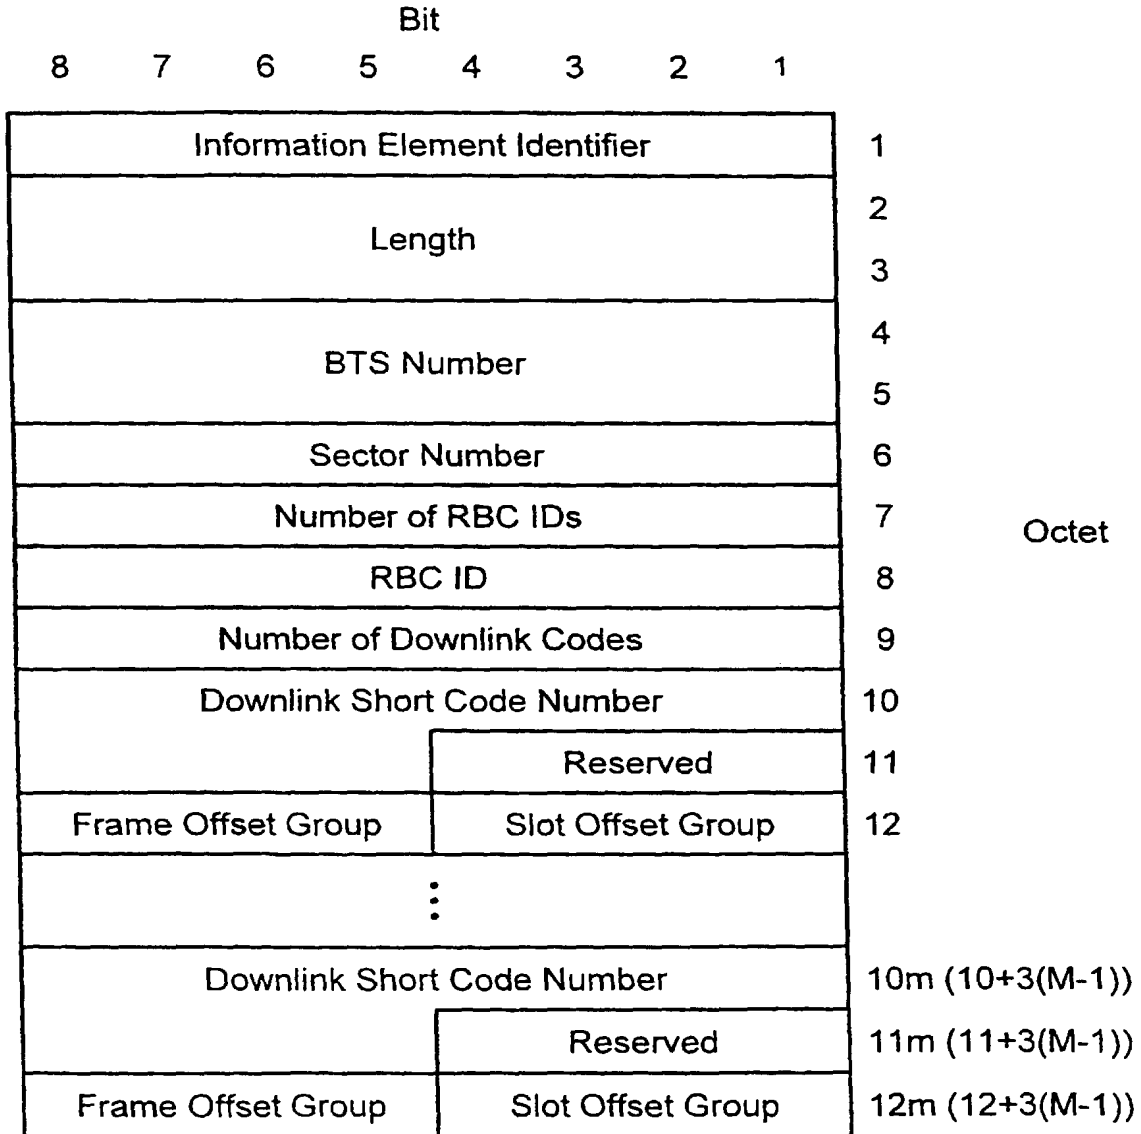 Bit
8 7 6 5 4 3 2 1
Information Element Identifier 1
2
Length
3
4
BTS Number
5
Sector Number 6
Number of RBC IDs 7
Octet
RBC ID 8
Number of Downlink Codes 9
Downlink Short Code Number 10
Reserved 11
Frame Offset Group Slot Offset Group 12
⋮
Downlink Short Code Number 10m (10+3(M-1))
Reserved 11m (11+3(M-1))
Frame Offset Group Slot Offset Group 12m (12+3(M-1))